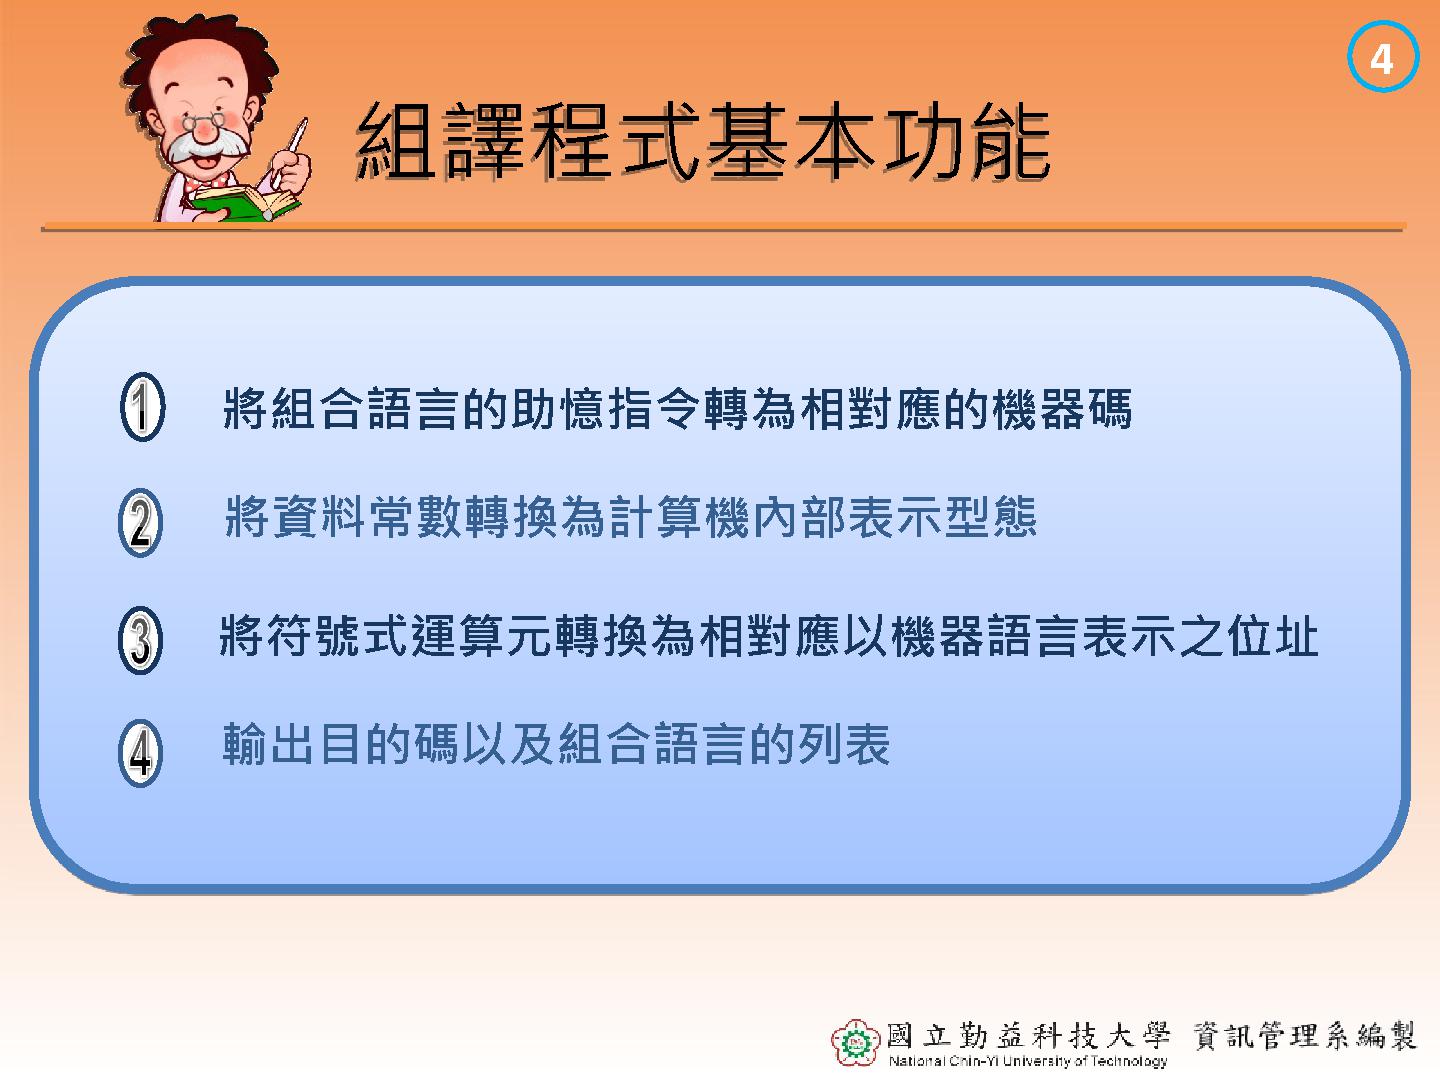 4
組譯程式基本功能
1 將組合語言的助憶指令轉為相對應的機器碼
2 將資料常數轉換為計算機內部表示型態
3 將符號式運算元轉換為相對應以機器語言表示之位址
4 輸出目的碼以及組合語言的列表
國立勤益科技大學 資訊管理系編製
National Chin-Yi University of Technology